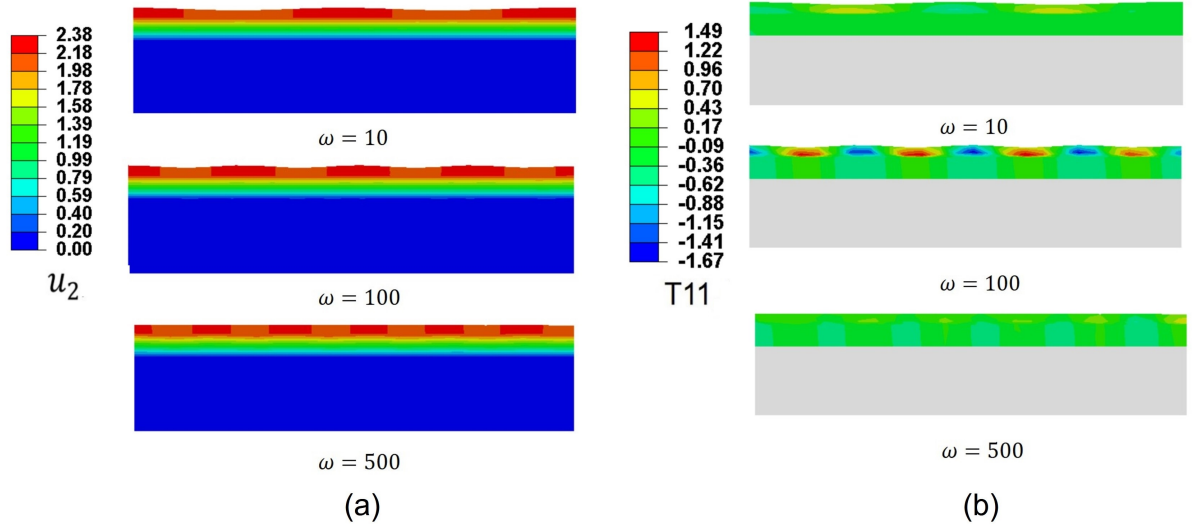 2.38
2.18
1.98
1.78
1.58
1.39
1.19
0.99
0.79
0.59
0.40
0.20
0.00
u₂
ω = 10
ω = 100
ω = 500
(a)
1.49
1.22
0.96
0.70
0.43
0.17
-0.09
-0.36
-0.62
-0.88
-1.15
-1.41
-1.67
T11
ω = 10
ω = 100
ω = 500
(b)